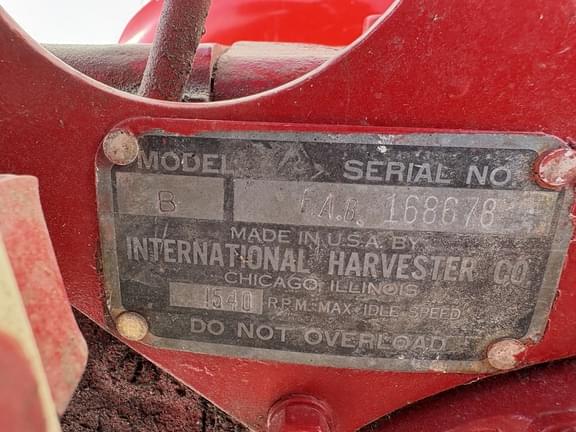 MODEL SERIAL NO.
B F.A.B. 168678
MADE IN U.S.A. BY
INTERNATIONAL HARVESTER CO
CHICAGO, ILLINOIS
1540 R.P.M. MAX. IDLE SPEED
DO NOT OVERLOAD